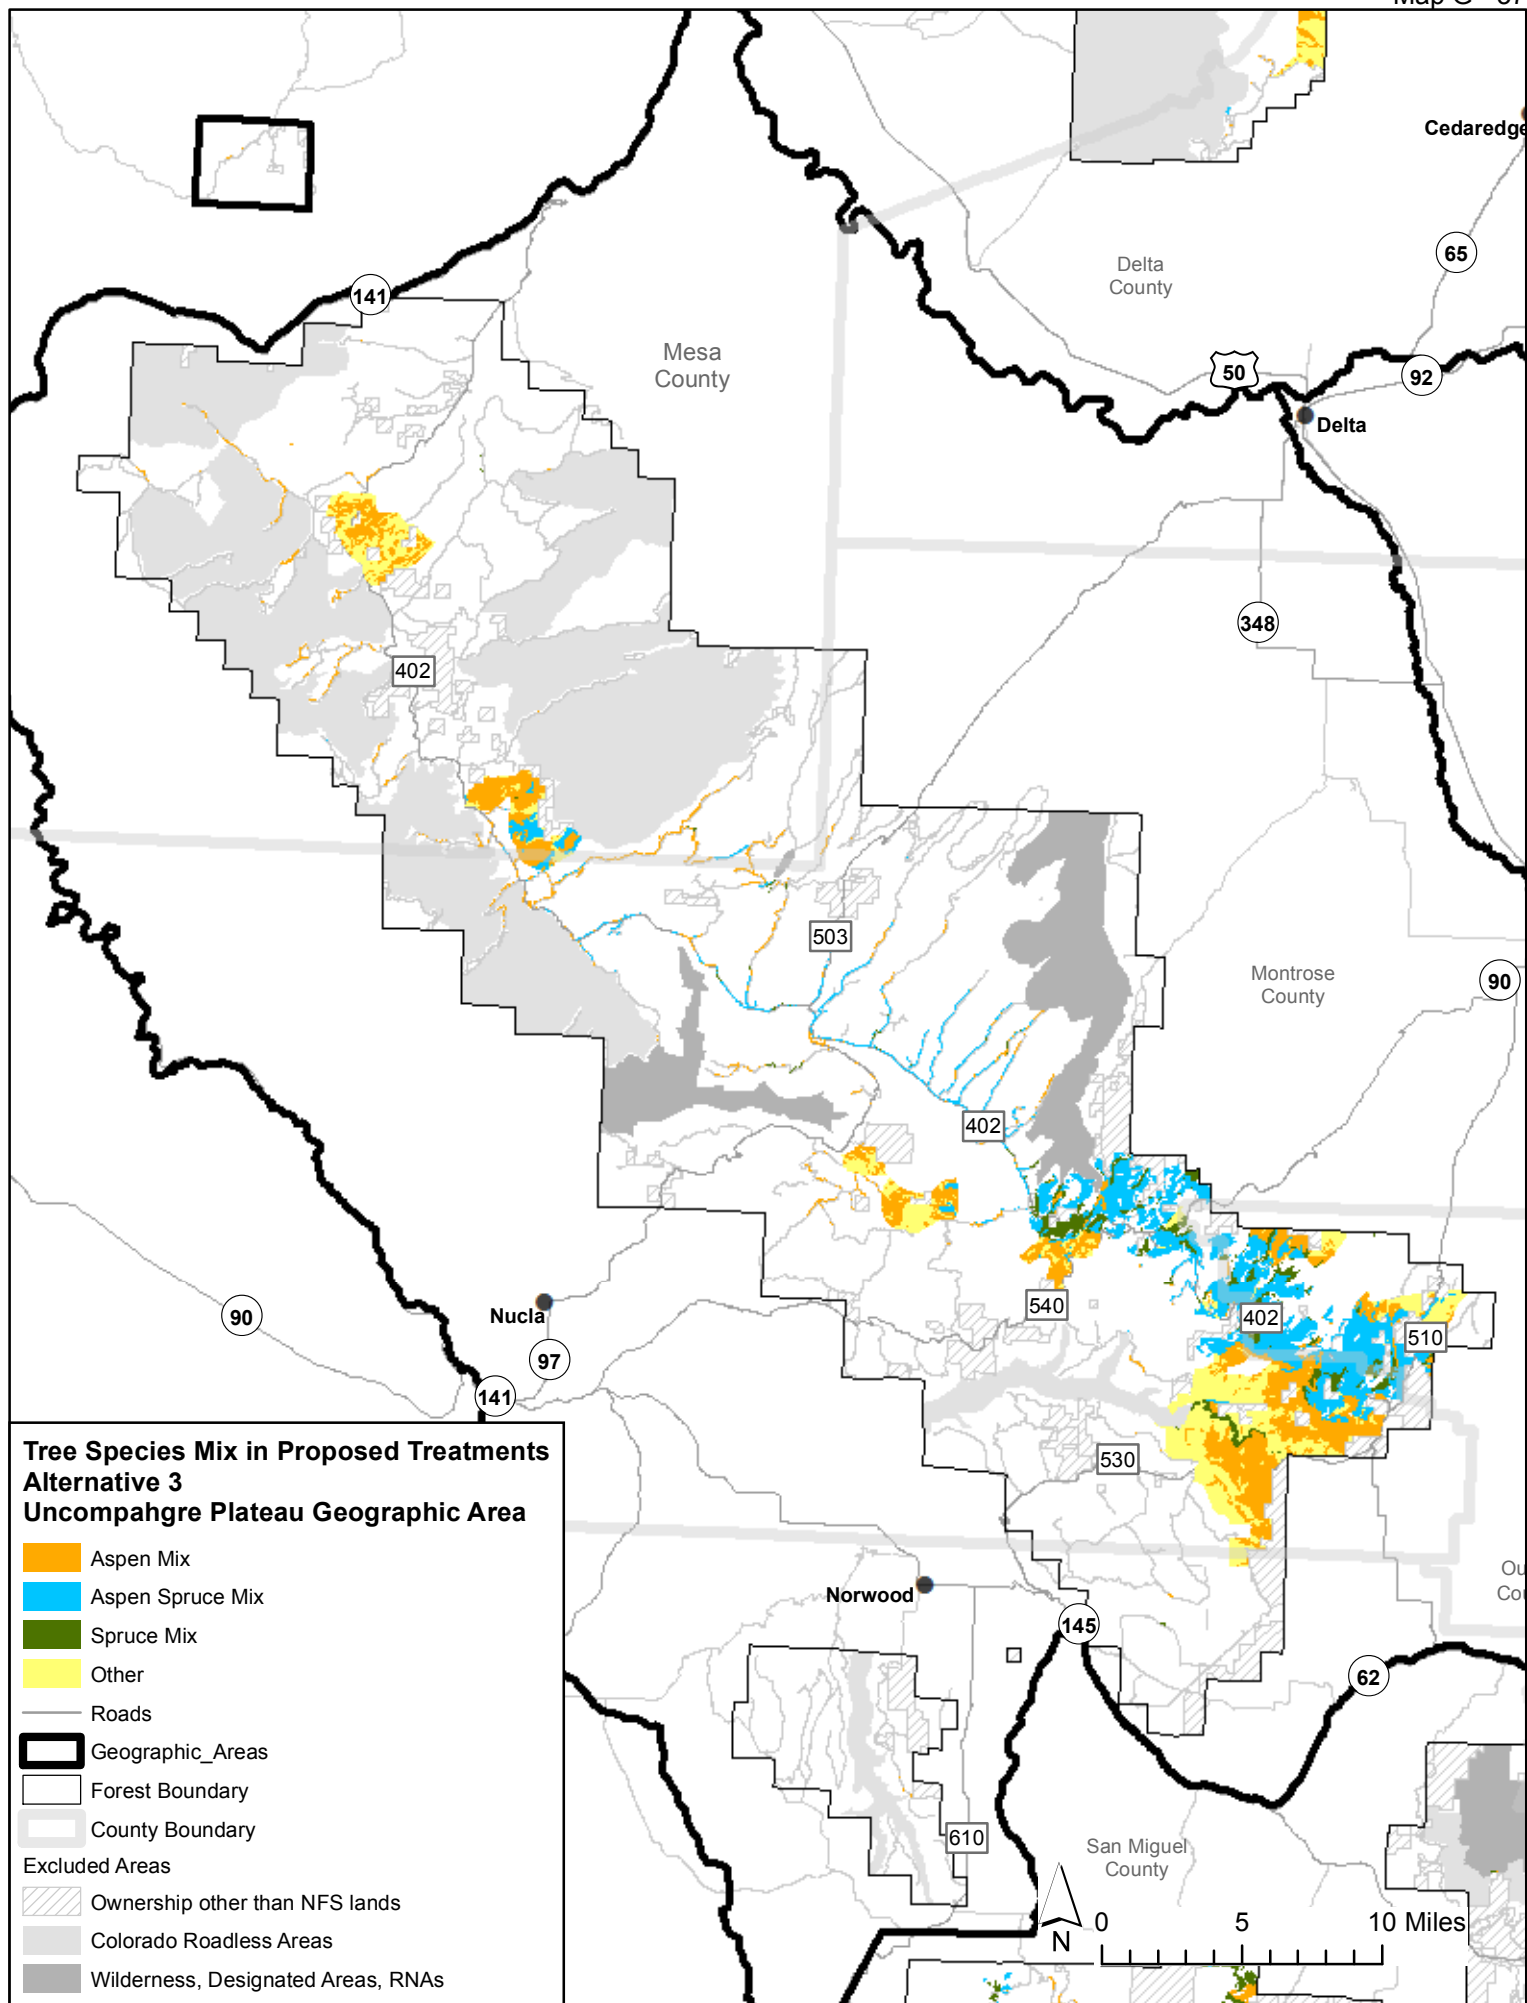 Cedaredge
65
Delta
County
141
Mesa
County
50
92
Delta
348
402
503
Montrose
County
90
402
540
402
510
Nucla
90
97
141
530
Norwood
145
62
610
San Miguel
County
0 5 10 Miles
N
Tree Species Mix in Proposed Treatments
Alternative 3
Uncompahgre Plateau Geographic Area
Aspen Mix
Aspen Spruce Mix
Spruce Mix
Other
Roads
Geographic_Areas
Forest Boundary
County Boundary
Excluded Areas
Ownership other than NFS lands
Colorado Roadless Areas
Wilderness, Designated Areas, RNAs